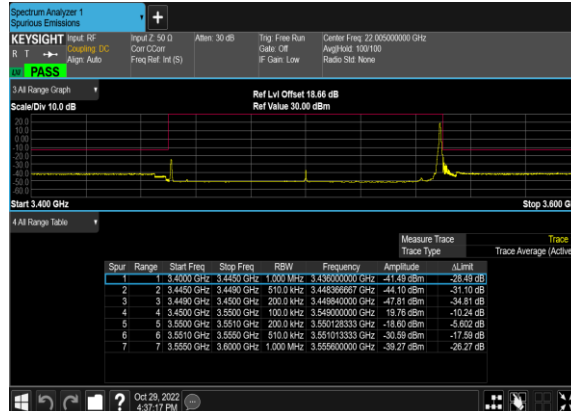 Spectrum Analyzer 1
Spurious Emissions
+
KEYSIGHT Input: RF Input Z: 50 Ω Atten: 30 dB Trig: Free Run Center Freq: 22.005000000 GHz
R T Coupling: DC Corr CCorr Gate: Off Avg|Hold: 100/100
Align: Auto Freq Ref: Int (S) IF Gain: Low Radio Std: None
PASS
3 All Range Graph Ref Lvl Offset 18.66 dB
Scale/Div 10.0 dB Ref Value 30.00 dBm
20.0
10.0
0.00
-10.0
-20.0
-30.0
-40.0
-50.0
-60.0
Start 3.400 GHz Stop 3.600 G
4 All Range Table
Measure Trace Trace
Trace Type Trace Average (Active
Spur Range Start Freq Stop Freq RBW Frequency Amplitude ΔLimit
1 1 3.4000 GHz 3.4450 GHz 1.000 MHz 3.436000000 GHz -41.49 dBm -28.49 dB
2 2 3.4450 GHz 3.4490 GHz 510.0 kHz 3.448366667 GHz -44.10 dBm -31.10 dB
3 3 3.4490 GHz 3.4500 GHz 200.0 kHz 3.449840000 GHz -47.81 dBm -34.81 dB
4 4 3.4500 GHz 3.5500 GHz 100.0 kHz 3.549000000 GHz 19.76 dBm -10.24 dB
5 5 3.5500 GHz 3.5510 GHz 200.0 kHz 3.550128333 GHz -18.60 dBm -5.602 dB
6 6 3.5510 GHz 3.5550 GHz 510.0 kHz 3.551013333 GHz -30.59 dBm -17.59 dB
7 7 3.5550 GHz 3.6000 GHz 1.000 MHz 3.555600000 GHz -39.27 dBm -26.27 dB
? Oct 29, 2022
4:37:17 PM